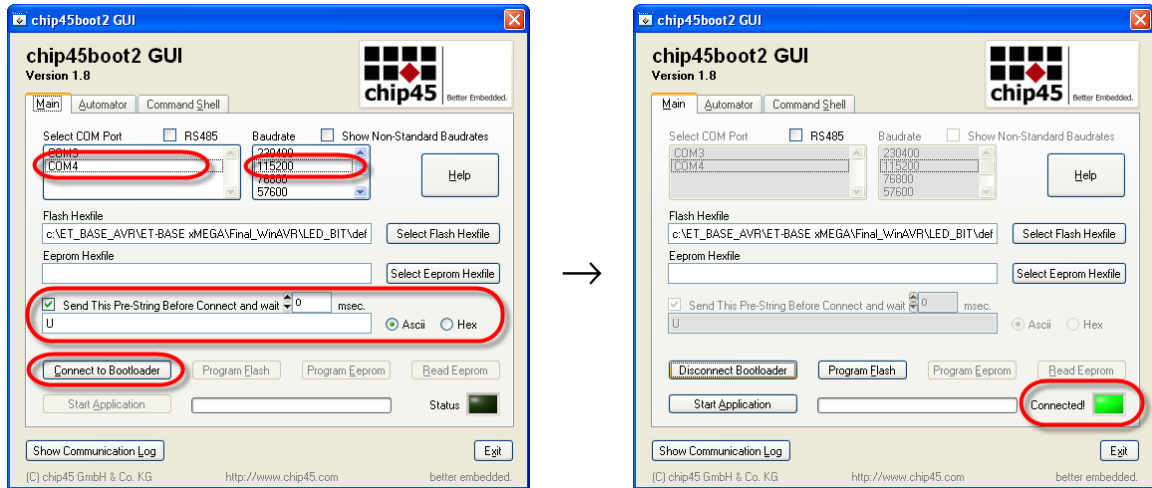 chip45boot2 GUI
chip45boot2 GUI
Version 1.8
chip45 Better Embedded.
Main Automator Command Shell
Select COM Port RS485 Baudrate Show Non-Standard Baudrates
COM3 230400
COM4 115200
76800
57600
Help
Flash Hexfile
c:\ET_BASE_AVR\ET-BASE xMEGA\Final_WinAVR\LED_BIT\def Select Flash Hexfile
Eeprom Hexfile
Select Eeprom Hexfile
Send This Pre-String Before Connect and wait 0 msec.
U Ascii Hex
Connect to Bootloader Program Flash Program Eeprom Read Eeprom
Start Application Status
Show Communication Log Exit
(C) chip45 GmbH & Co. KG http://www.chip45.com better embedded.
→
chip45boot2 GUI
chip45boot2 GUI
Version 1.8
chip45 Better Embedded.
Main Automator Command Shell
Select COM Port RS485 Baudrate Show Non-Standard Baudrates
COM3 230400
COM4 115200
76800
57600
Help
Flash Hexfile
c:\ET_BASE_AVR\ET-BASE xMEGA\Final_WinAVR\LED_BIT\def Select Flash Hexfile
Eeprom Hexfile
Select Eeprom Hexfile
Send This Pre-String Before Connect and wait 0 msec.
U Ascii Hex
Disconnect Bootloader Program Flash Program Eeprom Read Eeprom
Start Application Connected!
Show Communication Log Exit
(C) chip45 GmbH & Co. KG http://www.chip45.com better embedded.